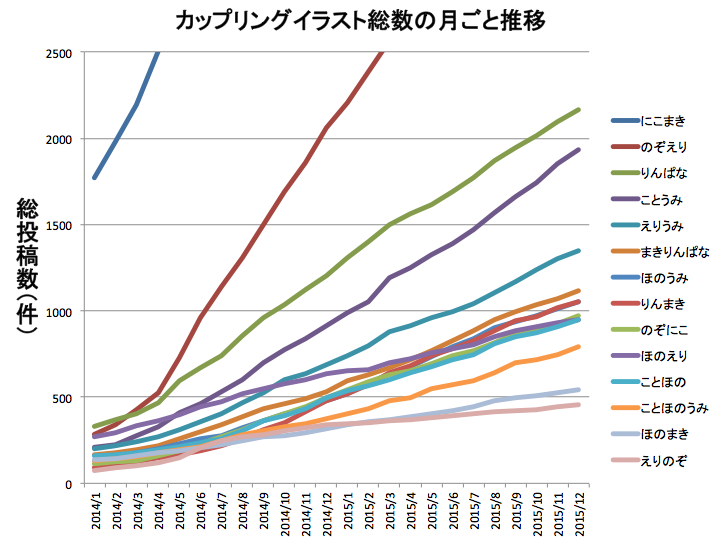 カップリングイラスト総数の月ごと推移
総投稿数(件)
2500
2000
1500
1000
500
0
2014/1
2014/2
2014/3
2014/4
2014/5
2014/6
2014/7
2014/8
2014/9
2014/10
2014/11
2014/12
2015/1
2015/2
2015/3
2015/4
2015/5
2015/6
2015/7
2015/8
2015/9
2015/10
2015/11
2015/12
にこまき
のぞえり
りんぱな
ことうみ
えりうみ
まきりんぱな
ほのうみ
りんまき
のぞにこ
ほのえり
ことほの
ことほのうみ
ほのまき
えりのぞ